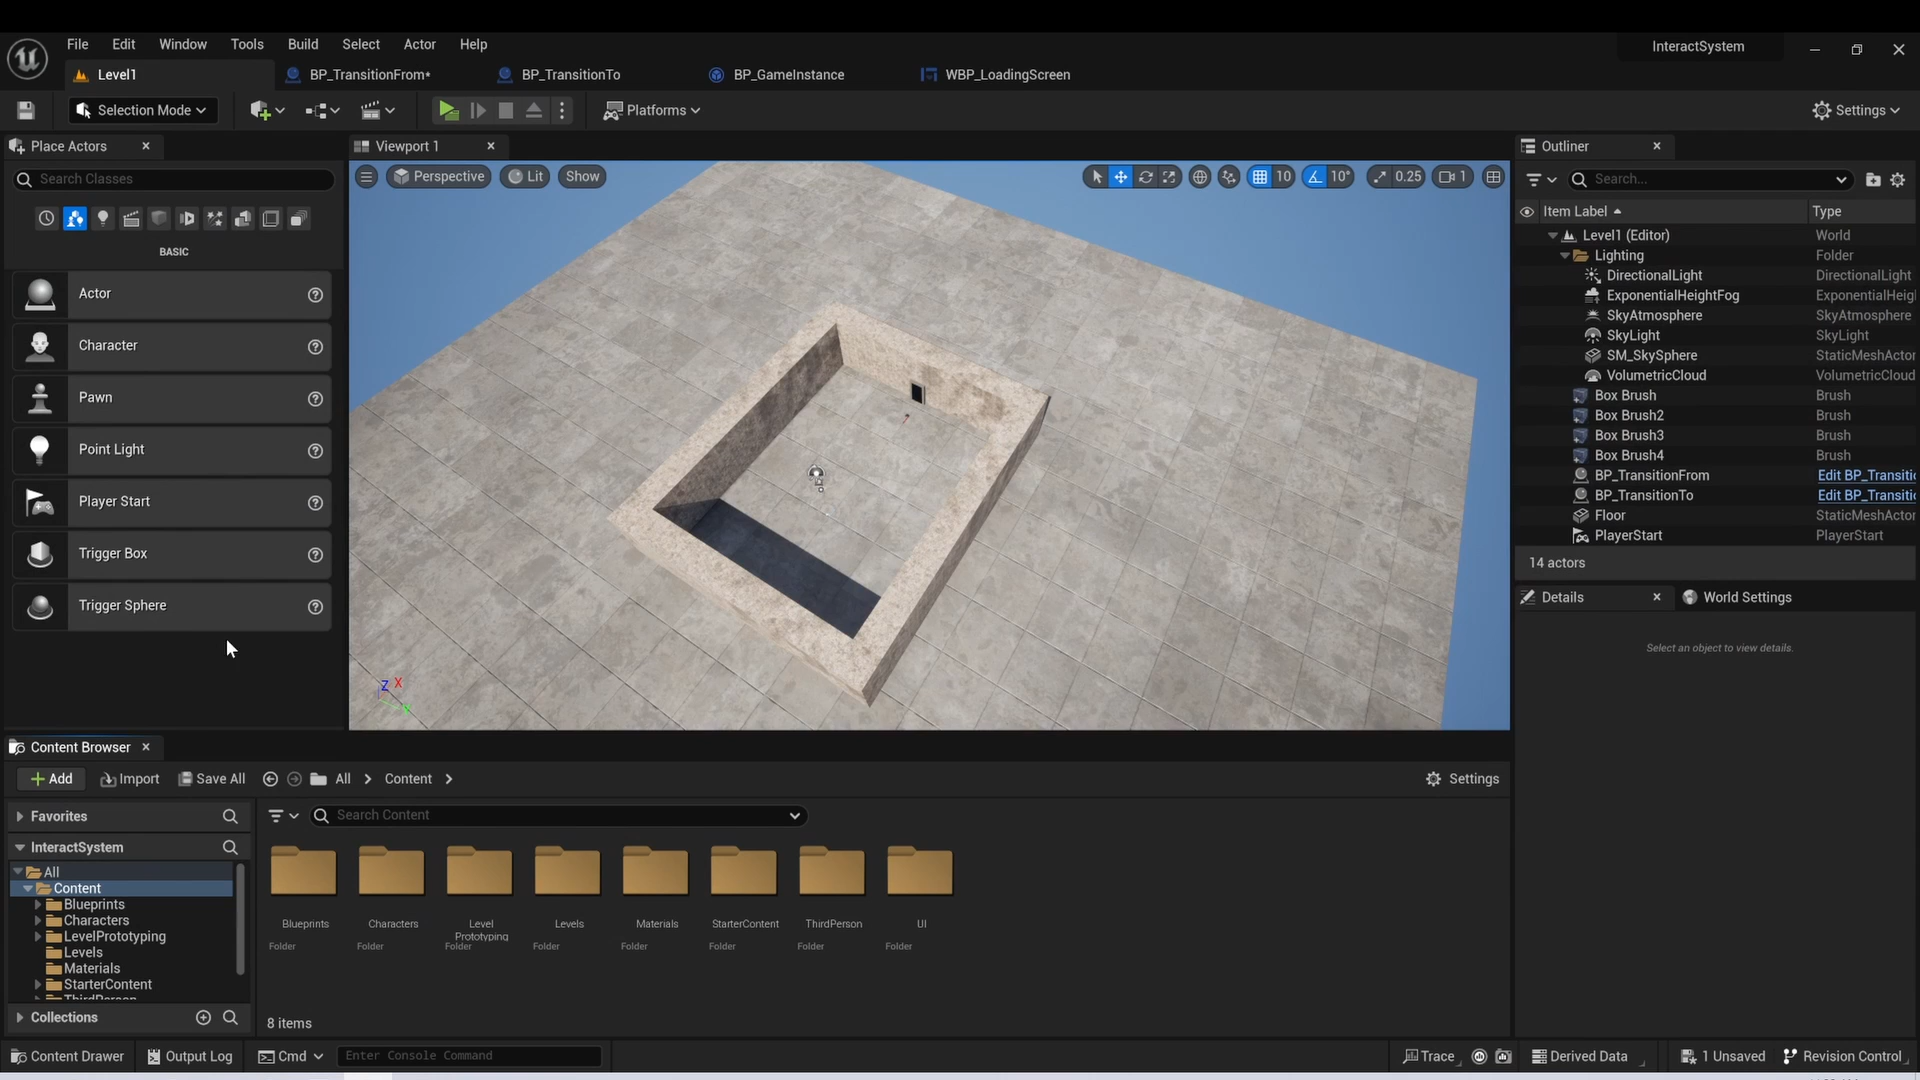 File Edit Window Tools Build Select Actor Help
InteractSystem
Level1
BP_TransitionFrom*
BP_TransitionTo
BP_GameInstance
WBP_LoadingScreen
Selection Mode
Platforms
Settings
Place Actors
Search Classes
BASIC
Actor
Character
Pawn
Point Light
Player Start
Trigger Box
Trigger Sphere
Viewport 1
Perspective Lit Show
10 10° 0.25 1
Z X
Outliner
Search...
Item Label Type
Level1 (Editor) World
Lighting Folder
DirectionalLight DirectionalLight
ExponentialHeightFog ExponentialHeig
SkyAtmosphere SkyAtmosphere
SkyLight SkyLight
SM_SkySphere StaticMeshActor
VolumetricCloud VolumetricCloud
Box Brush Brush
Box Brush2 Brush
Box Brush3 Brush
Box Brush4 Brush
BP_TransitionFrom Edit BP_Transitio
BP_TransitionTo Edit BP_Transitio
Floor StaticMeshActor
PlayerStart PlayerStart
14 actors
Details
World Settings
Select an object to view details.
Content Browser
Add Import Save All All Content
Settings
Favorites
Search Content
InteractSystem
All
Content
Blueprints
Characters
LevelPrototyping
Levels
Materials
StarterContent
ThirdPerson
Collections
Blueprints
Folder
Characters
Folder
Level
Prototyping
Folder
Levels
Folder
Materials
Folder
StarterContent
Folder
ThirdPerson
Folder
UI
Folder
8 items
Content Drawer Output Log Cmd Enter Console Command
Trace Derived Data 1 Unsaved Revision Control